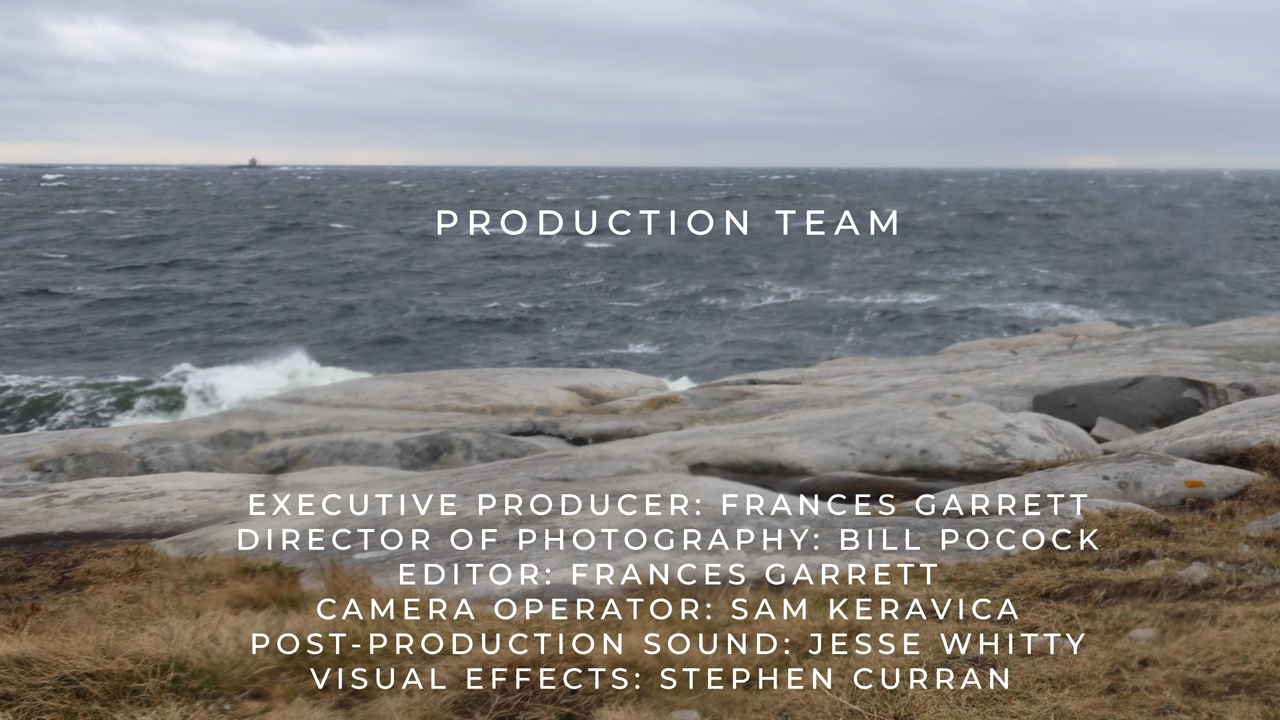 PRODUCTION TEAM
EXECUTIVE PRODUCER: FRANCES GARRETT
DIRECTOR OF PHOTOGRAPHY: BILL POCOCK
EDITOR: FRANCES GARRETT
CAMERA OPERATOR: SAM KERAVICA
POST-PRODUCTION SOUND: JESSE WHITTY
VISUAL EFFECTS: STEPHEN CURRAN